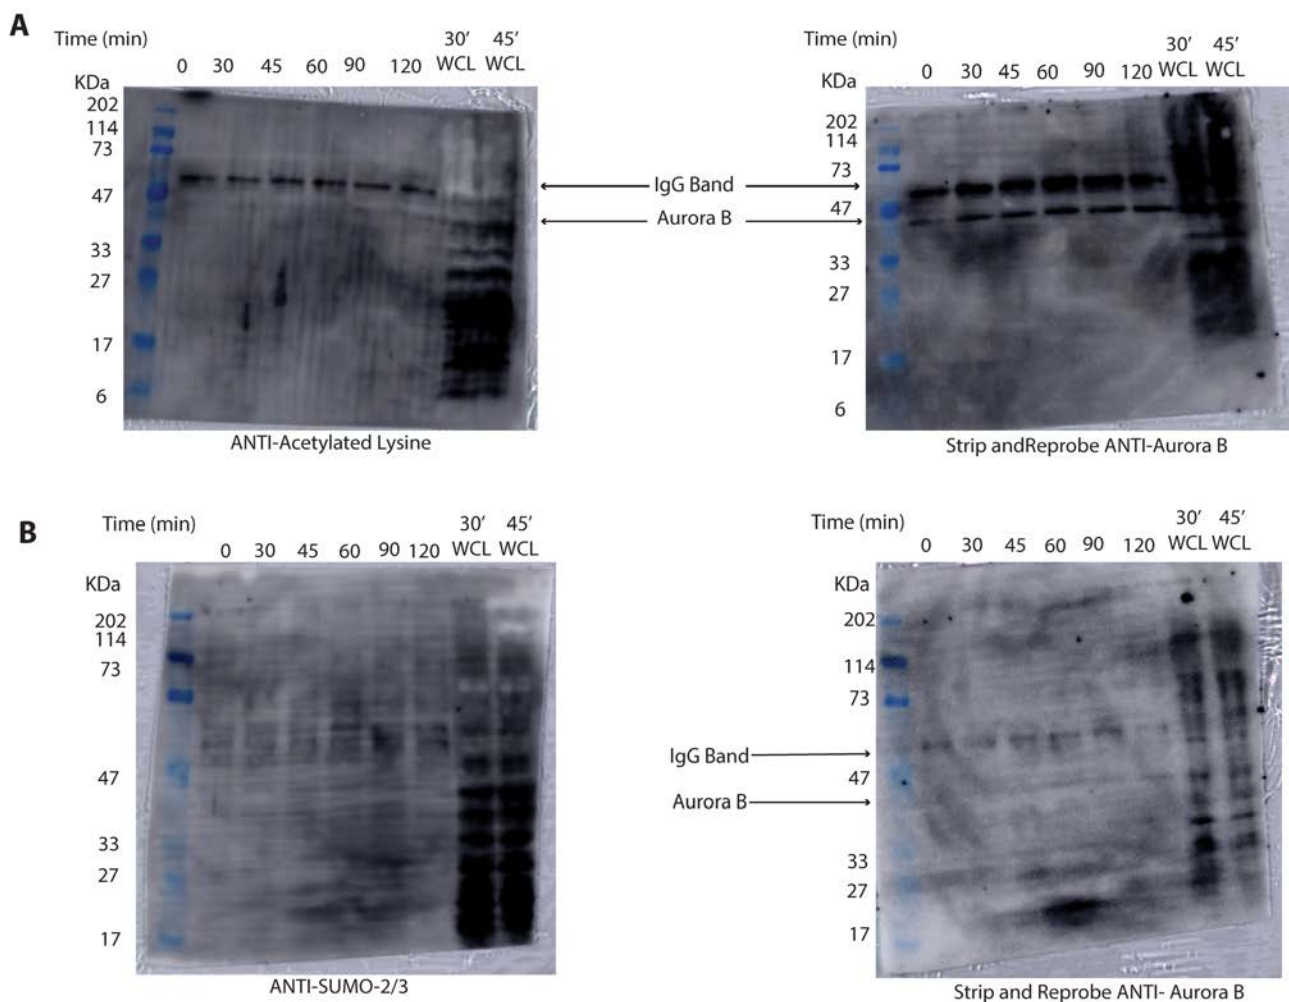 A
Time (min)
0 30 45 60 90 120 30' WCL 45' WCL
KDa
202
114
73
47
33
27
17
6
ANTI-Acetylated Lysine
IgG Band
Aurora B
Time (min)
0 30 45 60 90 120 30' WCL 45' WCL
KDa
202
114
73
47
33
27
17
6
Strip andReprobe ANTI-Aurora B
B
Time (min)
0 30 45 60 90 120 30' WCL 45' WCL
KDa
202
114
73
47
33
27
17
ANTI-SUMO-2/3
Time (min)
0 30 45 60 90 120 30' WCL 45' WCL
KDa
202
114
73
IgG Band
47
Aurora B
33
27
17
Strip and Reprobe ANTI- Aurora B